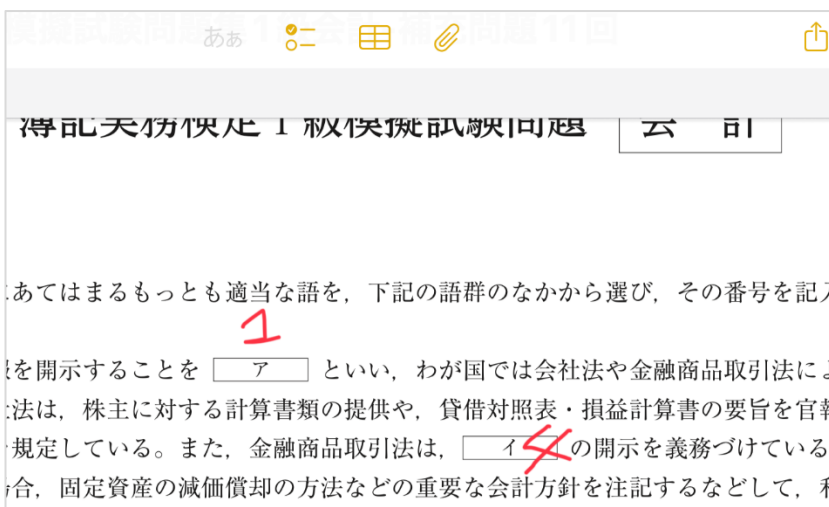 模擬試験問題集1級会計 補充問題11回
あぁ
簿記実務検定1級模擬試験問題 会 計
あてはまるもっとも適当な語を，下記の語群のなかから選び，その番号を記入
1
を開示することを ア といい，わが国では会社法や金融商品取引法によ
法は，株主に対する計算書類の提供や，貸借対照表・損益計算書の要旨を官報
規定している。また，金融商品取引法は， イ 4 の開示を義務づけている
合，固定資産の減価償却の方法などの重要な会計方針を注記するなどして，利